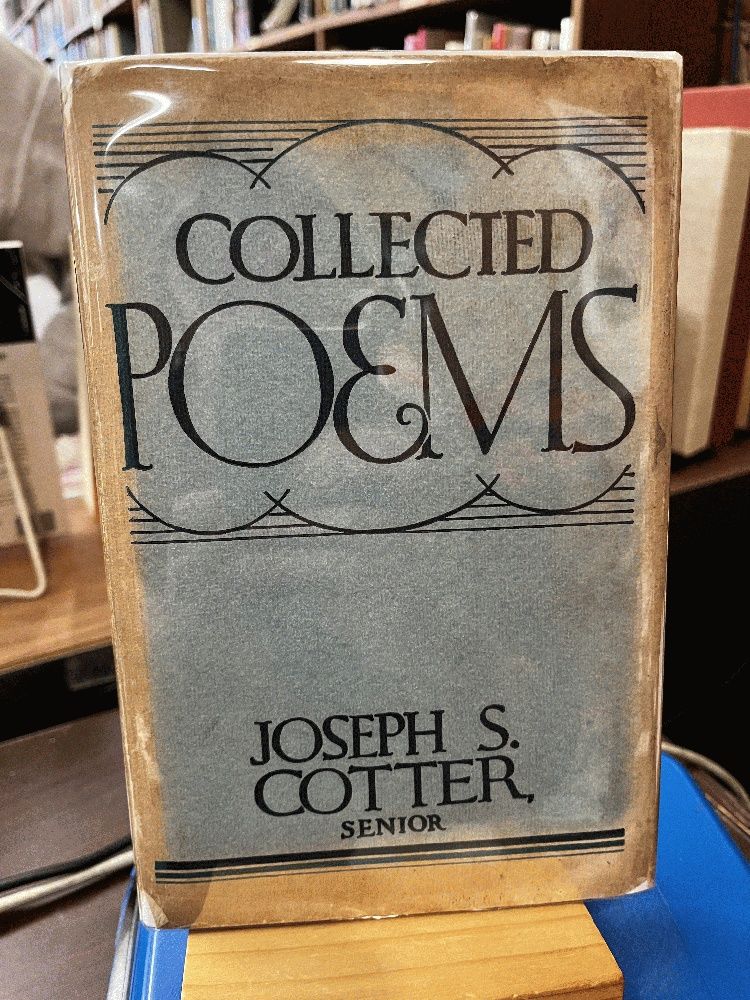 COLLECTED
POEMS
JOSEPH S.
COTTER,
SENIOR